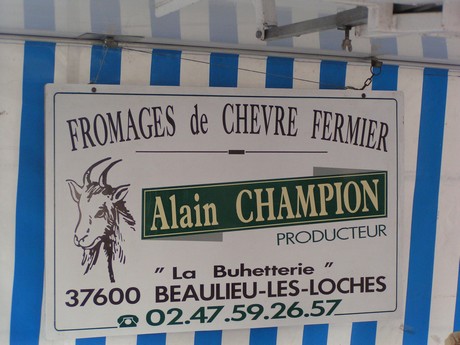 FROMAGES de CHEVRE FERMIER
Alain CHAMPION
PRODUCTEUR
" La Buhetterie "
37600 BEAULIEU-LES-LOCHES
☎ 02.47.59.26.57